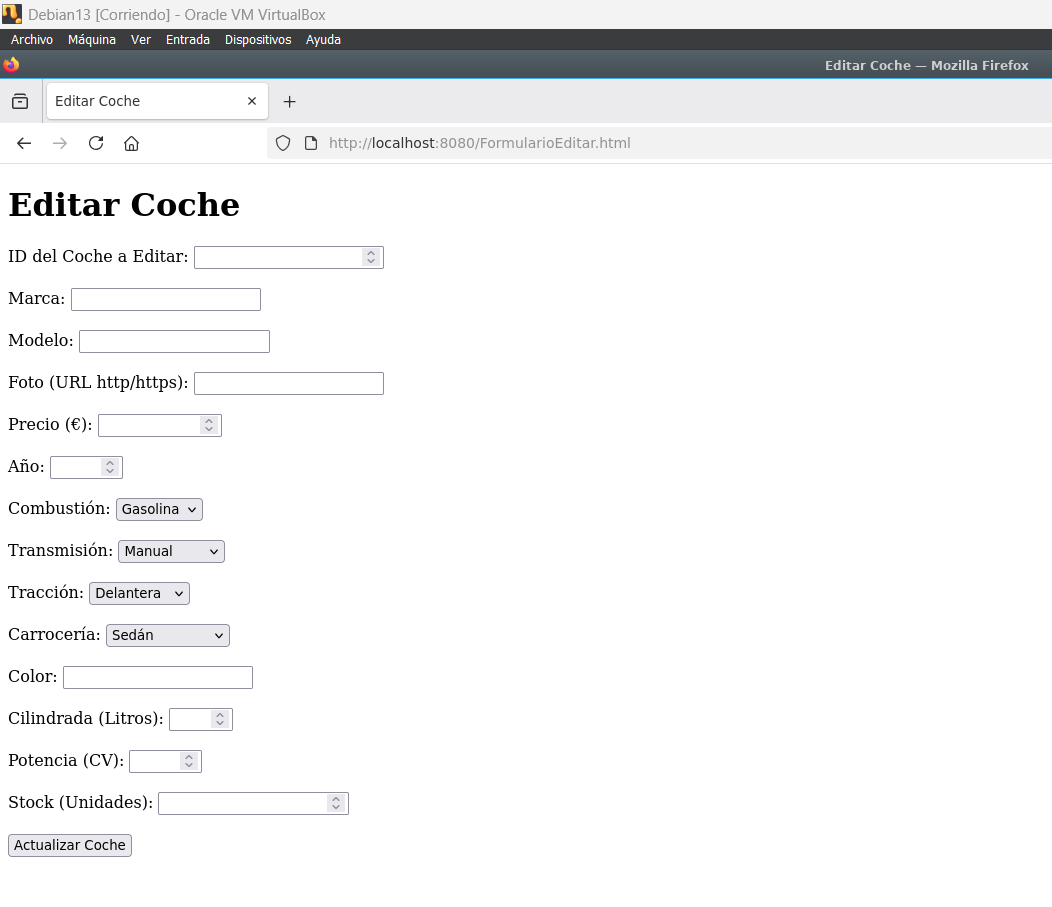 Debian13 [Corriendo] - Oracle VM VirtualBox
Archivo Máquina Ver Entrada Dispositivos Ayuda
Editar Coche — Mozilla Firefox
Editar Coche
http://localhost:8080/FormularioEditar.html
Editar Coche
ID del Coche a Editar:
Marca:
Modelo:
Foto (URL http/https):
Precio (€):
Año:
Combustión: Gasolina
Transmisión: Manual
Tracción: Delantera
Carrocería: Sedán
Color:
Cilindrada (Litros):
Potencia (CV):
Stock (Unidades):
Actualizar Coche